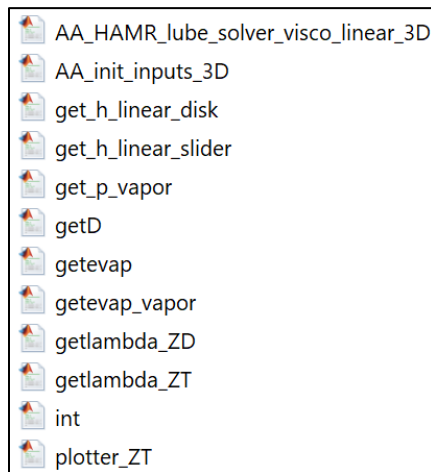 AA_HAMR_lube_solver_visco_linear_3D
AA_init_inputs_3D
get_h_linear_disk
get_h_linear_slider
get_p_vapor
getD
getevap
getevap_vapor
getlambda_ZD
getlambda_ZT
int
plotter_ZT